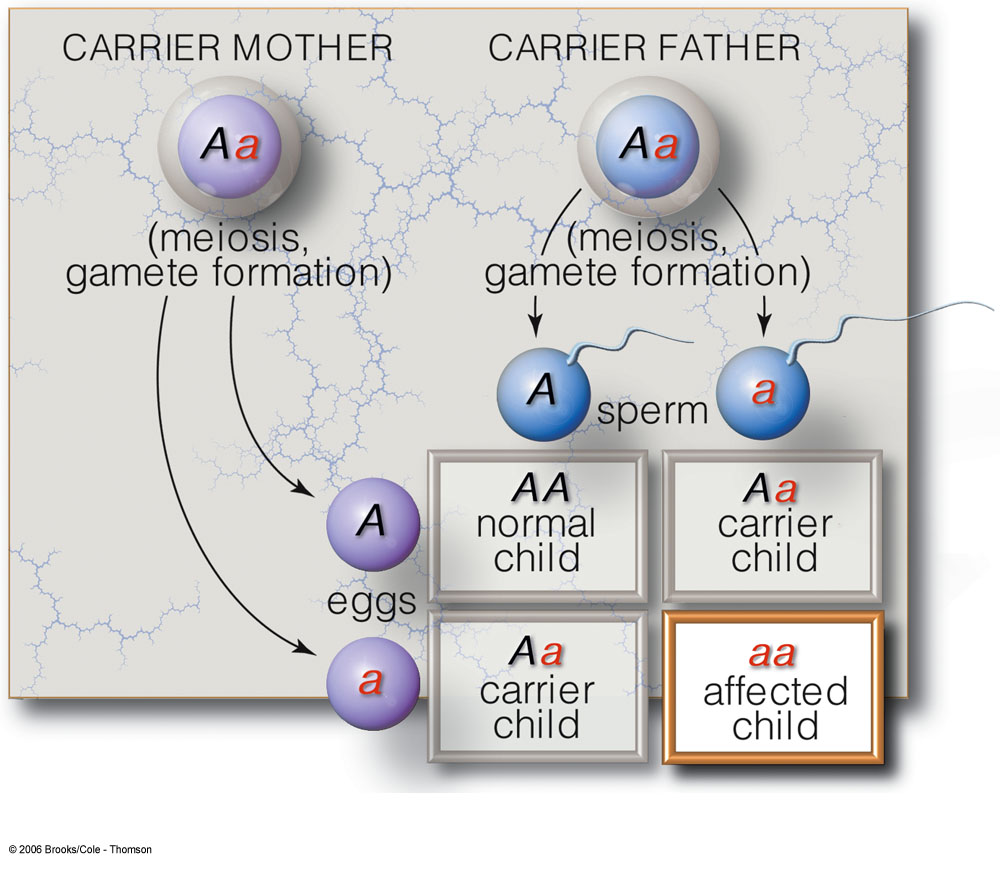 CARRIER MOTHER
CARRIER FATHER
Aa
Aa
(meiosis,
gamete formation)
(meiosis,
gamete formation)
A
a
sperm
A
AA
normal
child
Aa
carrier
child
eggs
a
Aa
carrier
child
aa
affected
child
© 2006 Brooks/Cole - Thomson